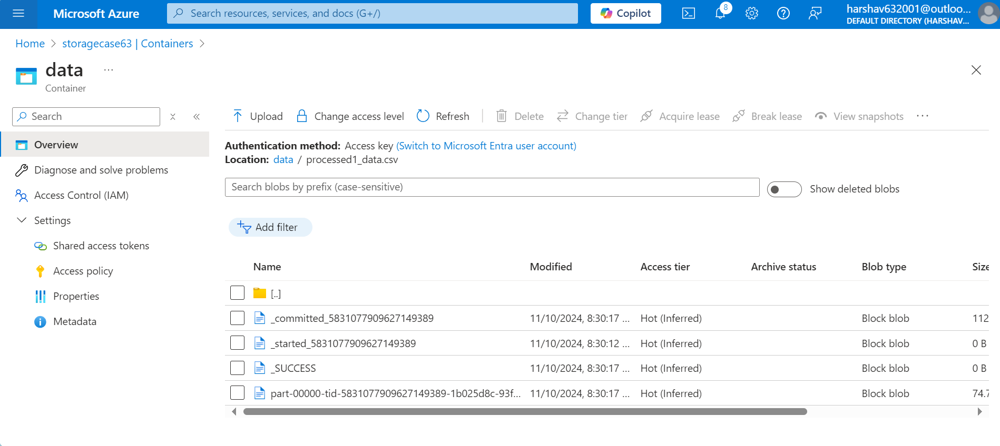 Microsoft Azure
Search resources, services, and docs (G+/)
Copilot
8
harshav632001@outloo...
DEFAULT DIRECTORY (HARSHAV...
Home > storagecase63 | Containers >
data ...
Container
Search
Overview
Diagnose and solve problems
Access Control (IAM)
Settings
Shared access tokens
Access policy
Properties
Metadata
Upload Change access level Refresh Delete Change tier Acquire lease Break lease View snapshots ...
Authentication method: Access key (Switch to Microsoft Entra user account)
Location: data / processed1_data.csv
Search blobs by prefix (case-sensitive)
Show deleted blobs
Add filter
Name Modified Access tier Archive status Blob type Size
[..]
_committed_5831077909627149389 11/10/2024, 8:30:17 ... Hot (Inferred) Block blob 112
_started_5831077909627149389 11/10/2024, 8:30:12 ... Hot (Inferred) Block blob 0 B
_SUCCESS 11/10/2024, 8:30:17 ... Hot (Inferred) Block blob 0 B
part-00000-tid-5831077909627149389-1b025d8c-93f... 11/10/2024, 8:30:17 ... Hot (Inferred) Block blob 74.7